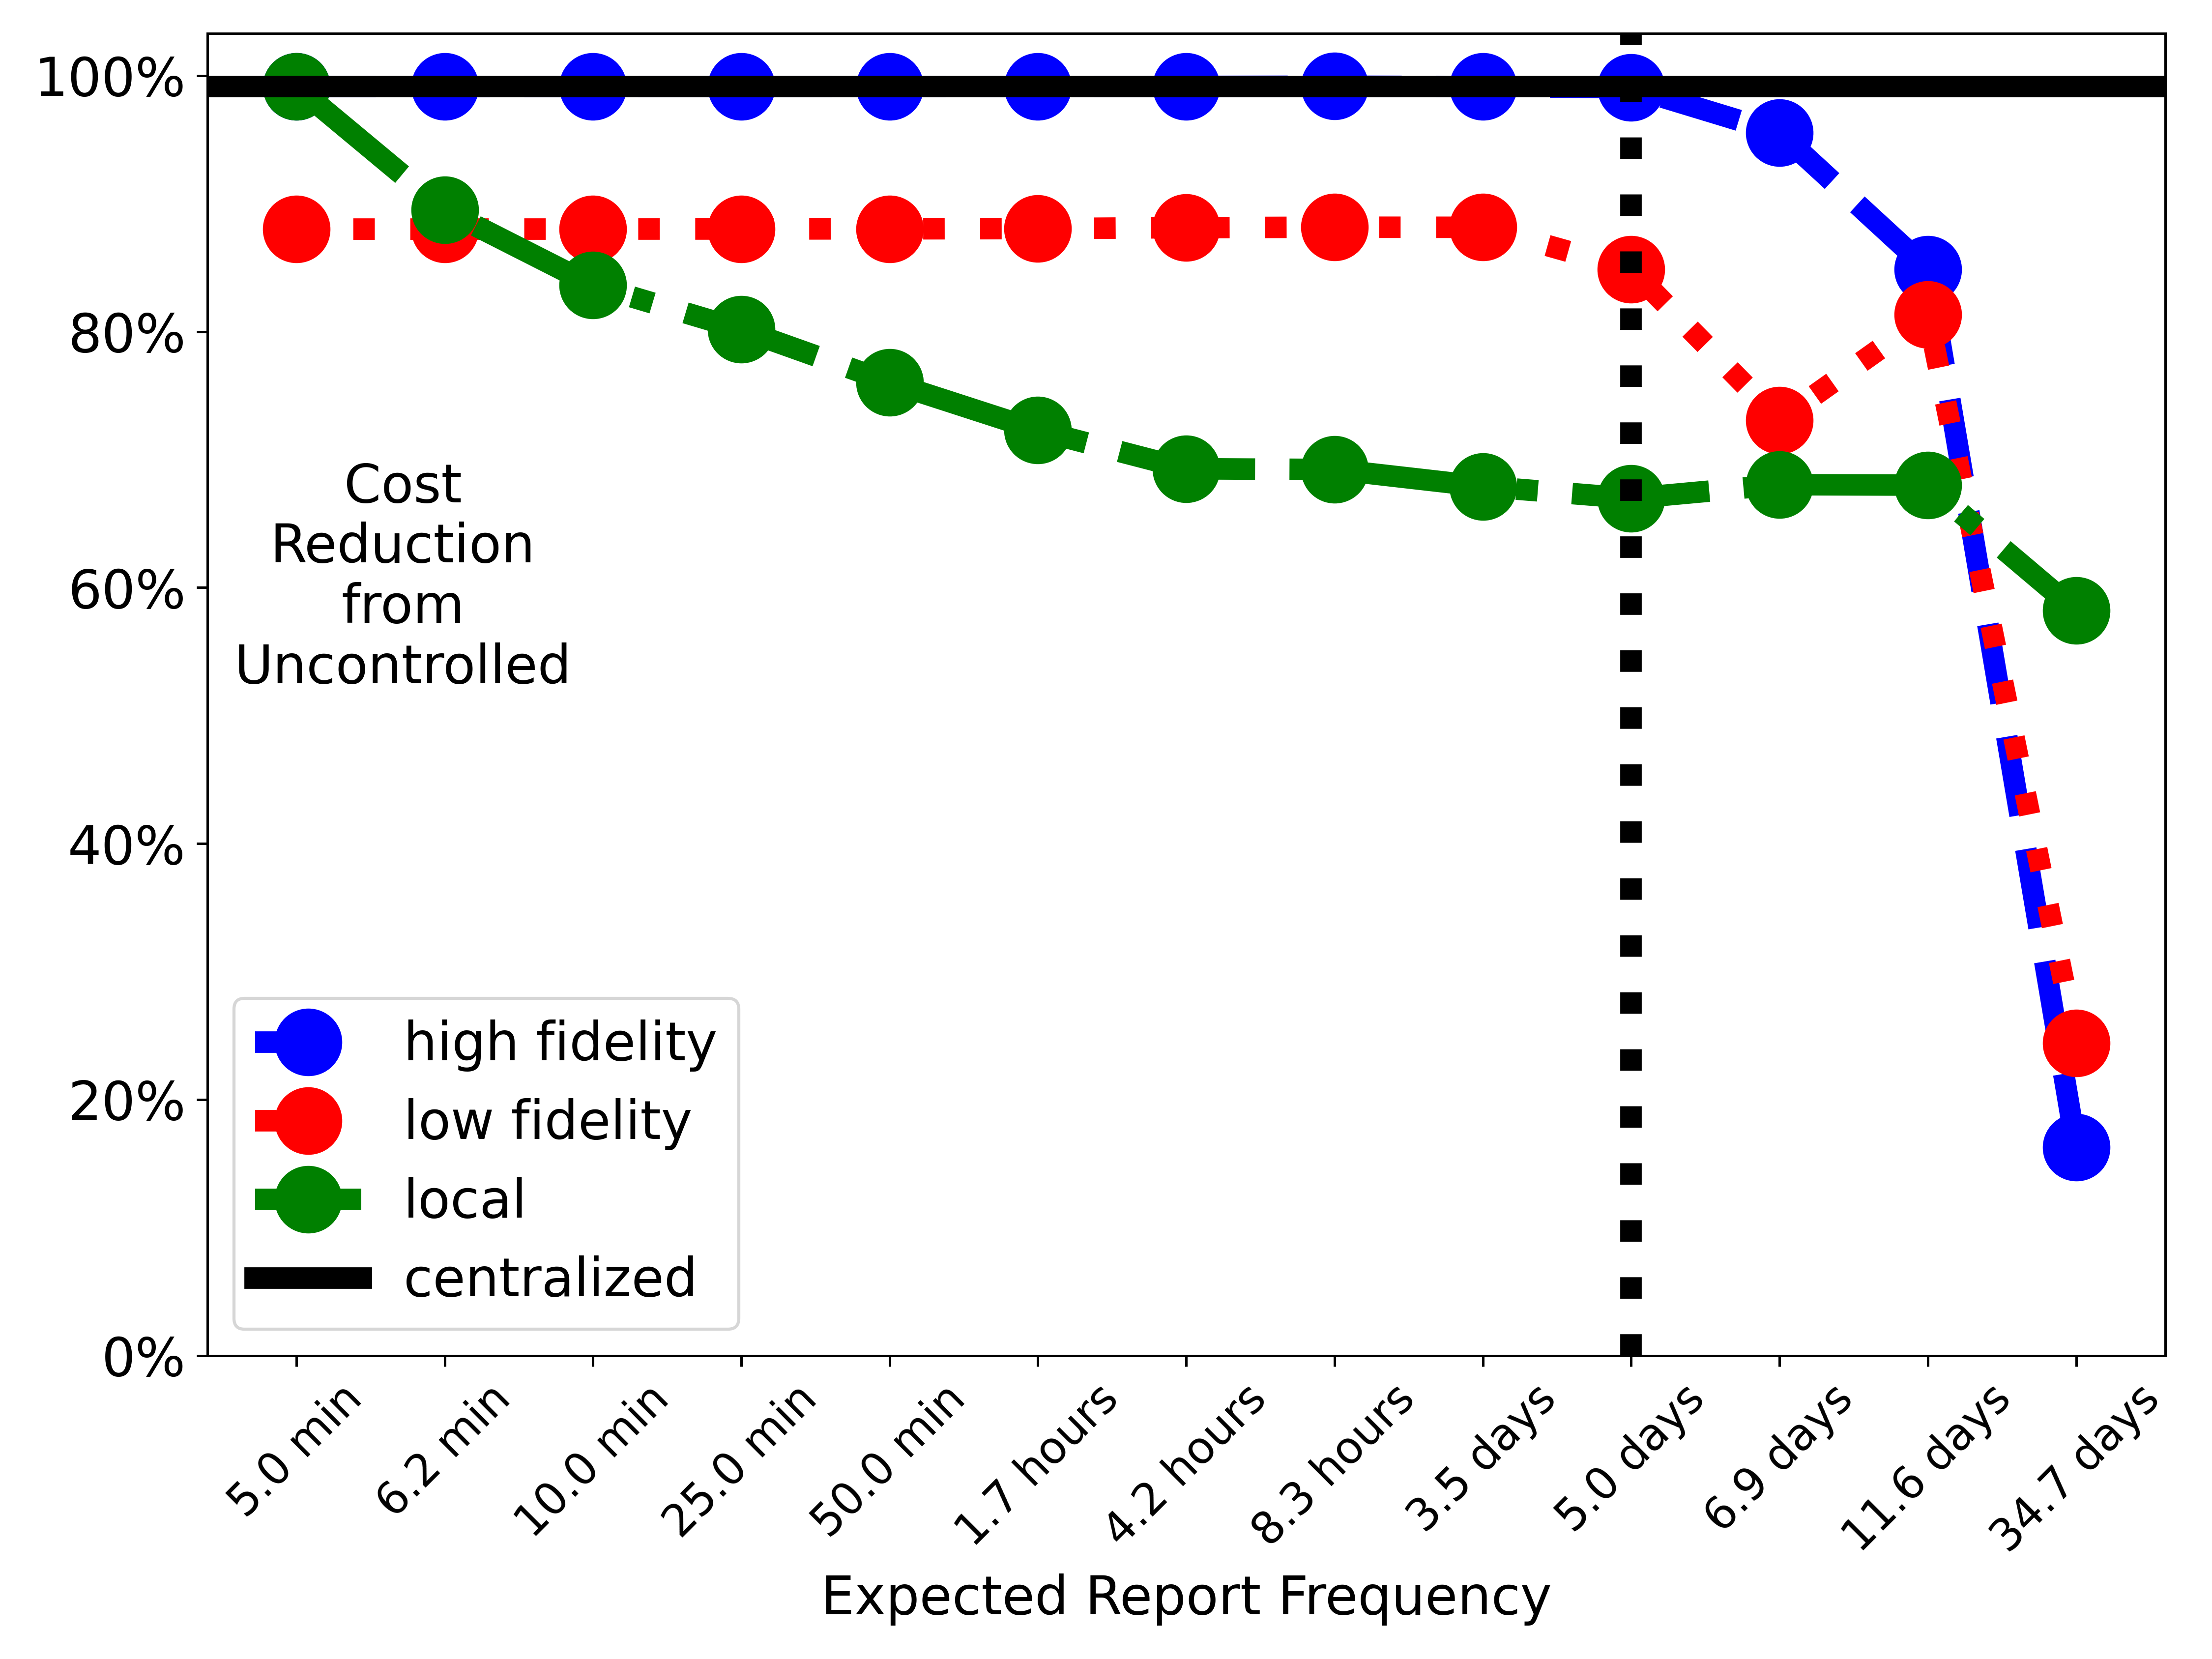 100%
80%
60%
40%
20%
0%
Cost
Reduction
from
Uncontrolled
high fidelity
low fidelity
local
centralized
5.0 min
6.2 min
10.0 min
25.0 min
50.0 min
1.7 hours
4.2 hours
8.3 hours
3.5 days
5.0 days
6.9 days
11.6 days
34.7 days
Expected Report Frequency